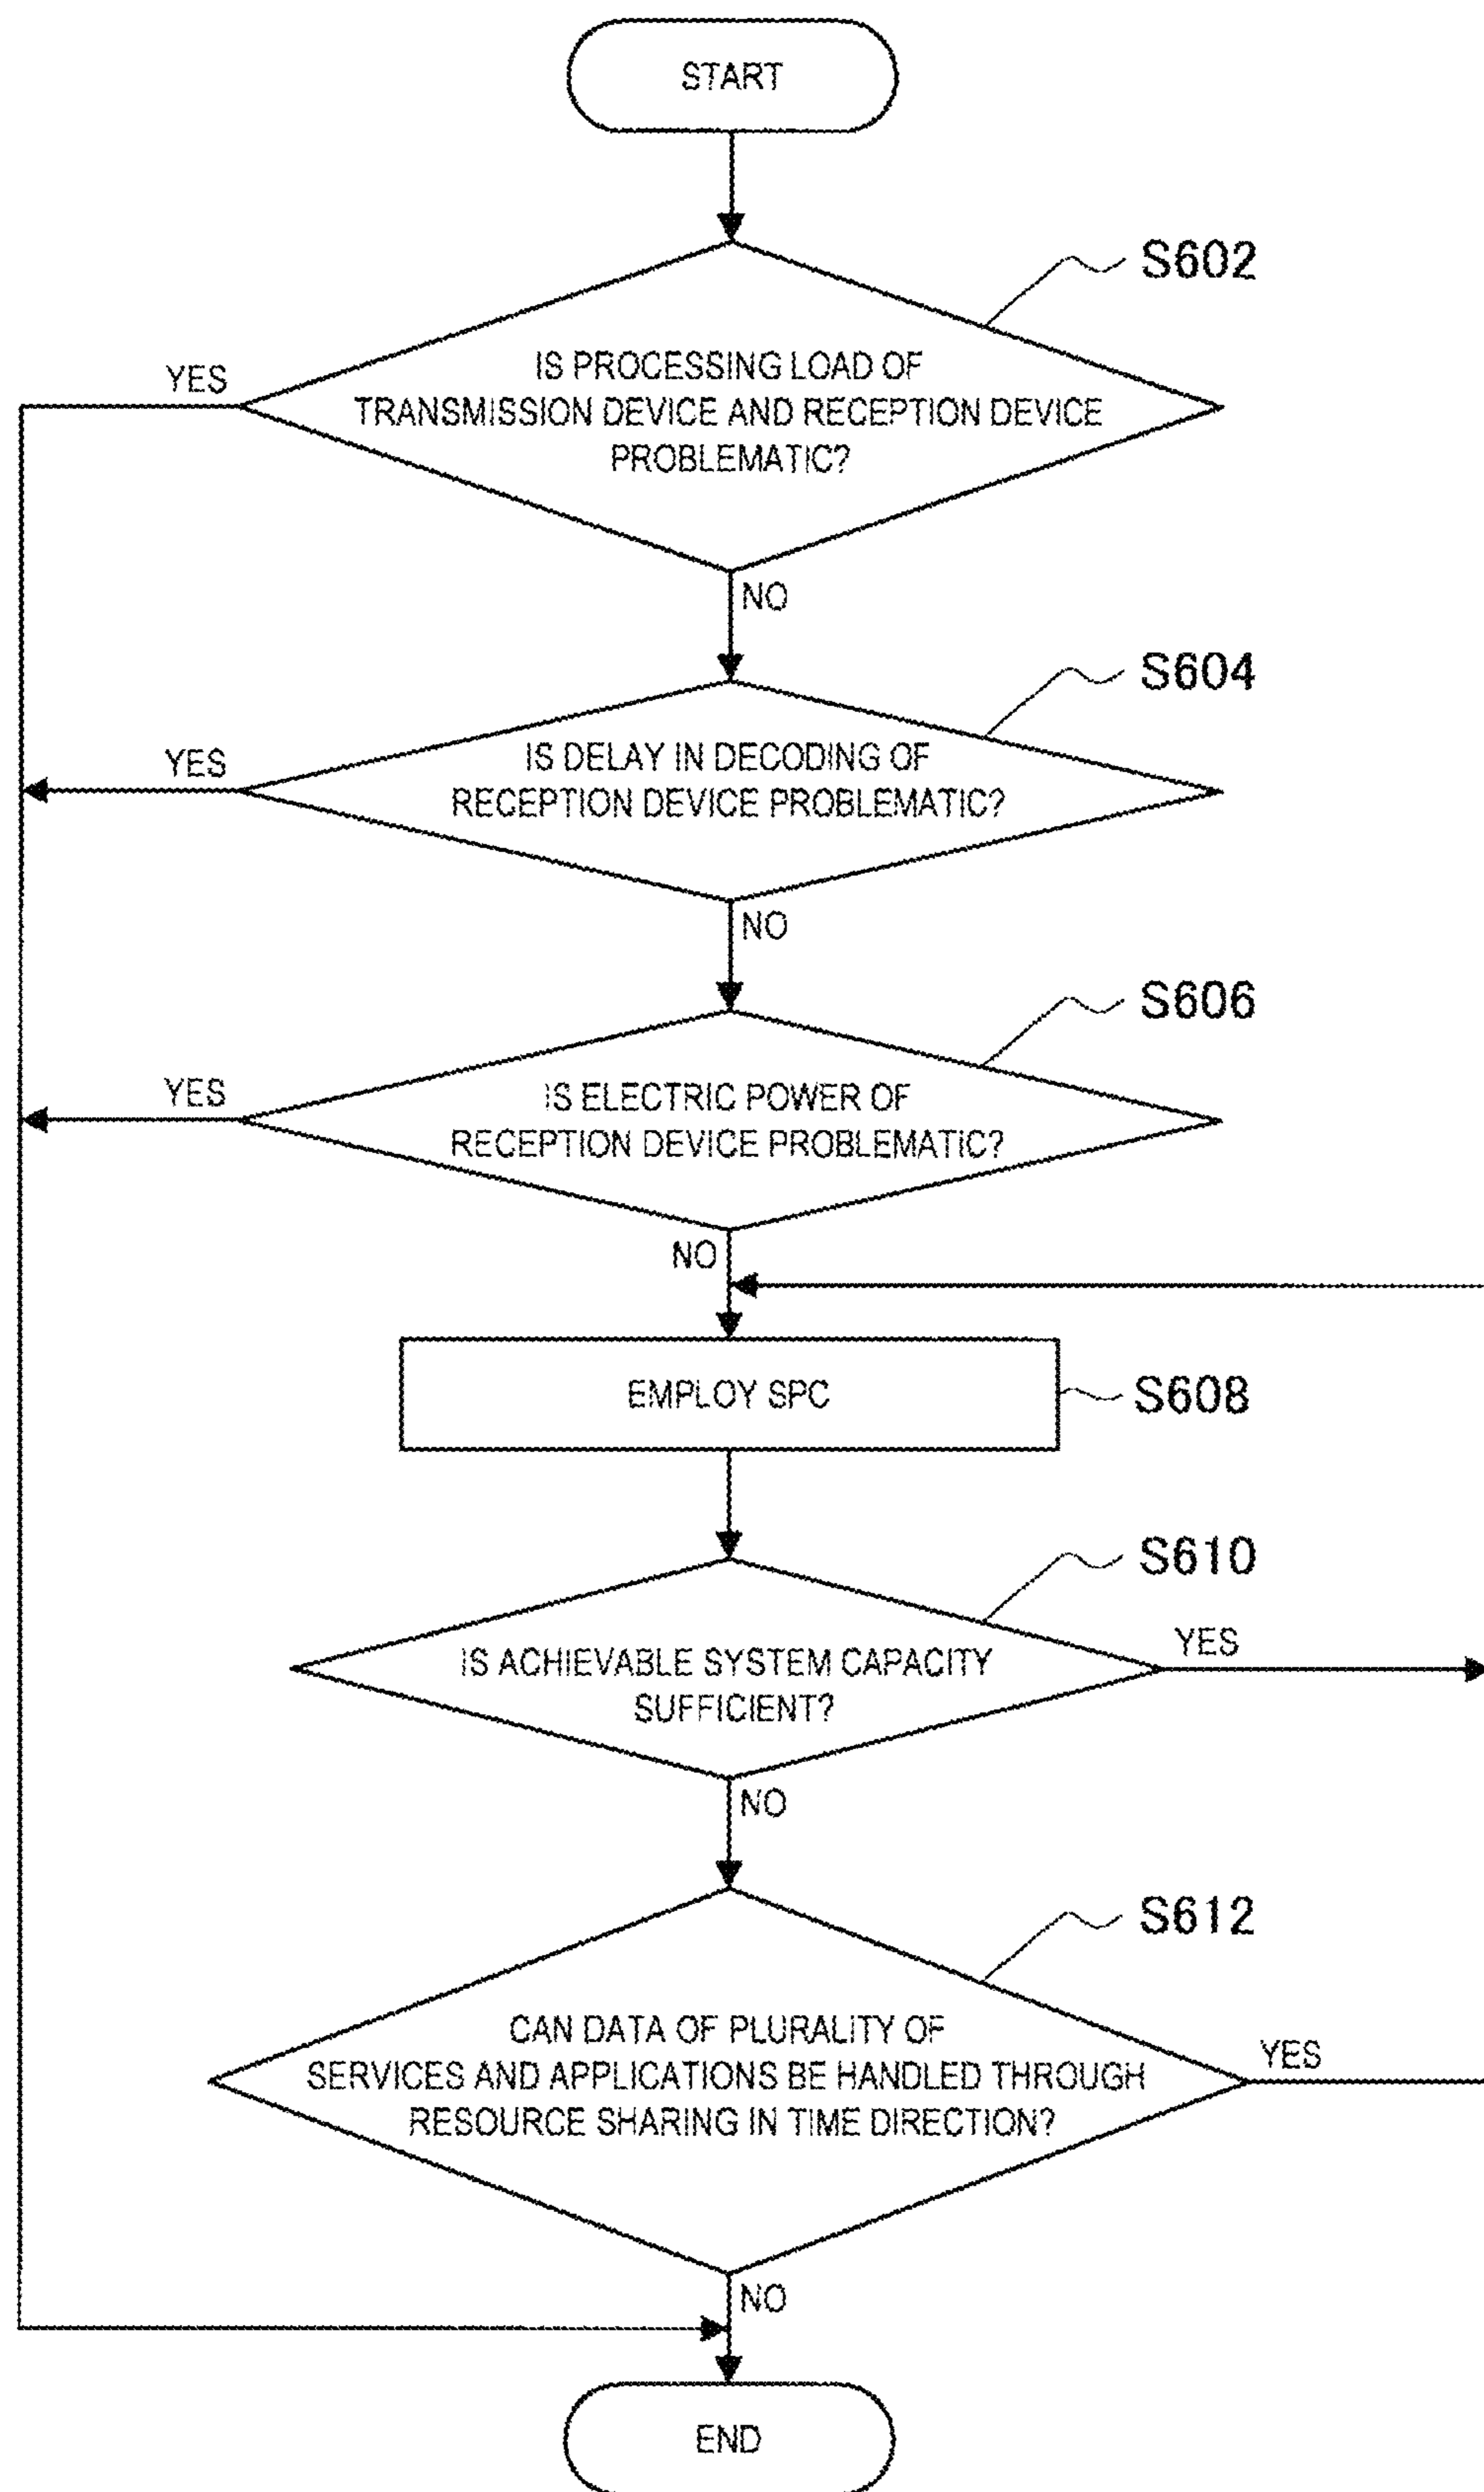 START
S602
YES
IS PROCESSING LOAD OF
TRANSMISSION DEVICE AND RECEPTION DEVICE
PROBLEMATIC?
NO
S604
YES
IS DELAY IN DECODING OF
RECEPTION DEVICE PROBLEMATIC?
NO
S606
YES
IS ELECTRIC POWER OF
RECEPTION DEVICE PROBLEMATIC?
NO
EMPLOY SPC
S608
S610
YES
IS ACHIEVABLE SYSTEM CAPACITY
SUFFICIENT?
NO
S612
CAN DATA OF PLURALITY OF
SERVICES AND APPLICATIONS BE HANDLED THROUGH
RESOURCE SHARING IN TIME DIRECTION?
YES
NO
END